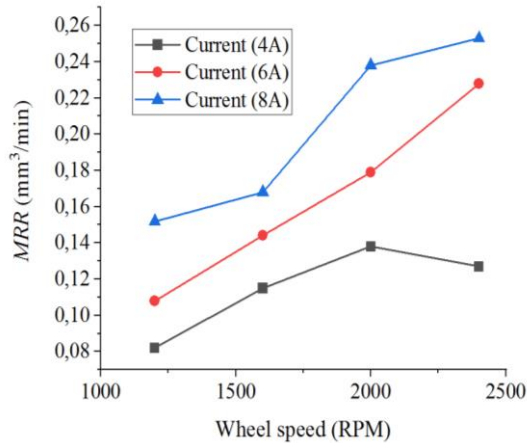 0,26
0,24
0,22
0,20
0,18
0,16
0,14
0,12
0,10
0,08
MRR (mm³/min)
Current (4A)
Current (6A)
Current (8A)
1000
1500
2000
2500
Wheel speed (RPM)